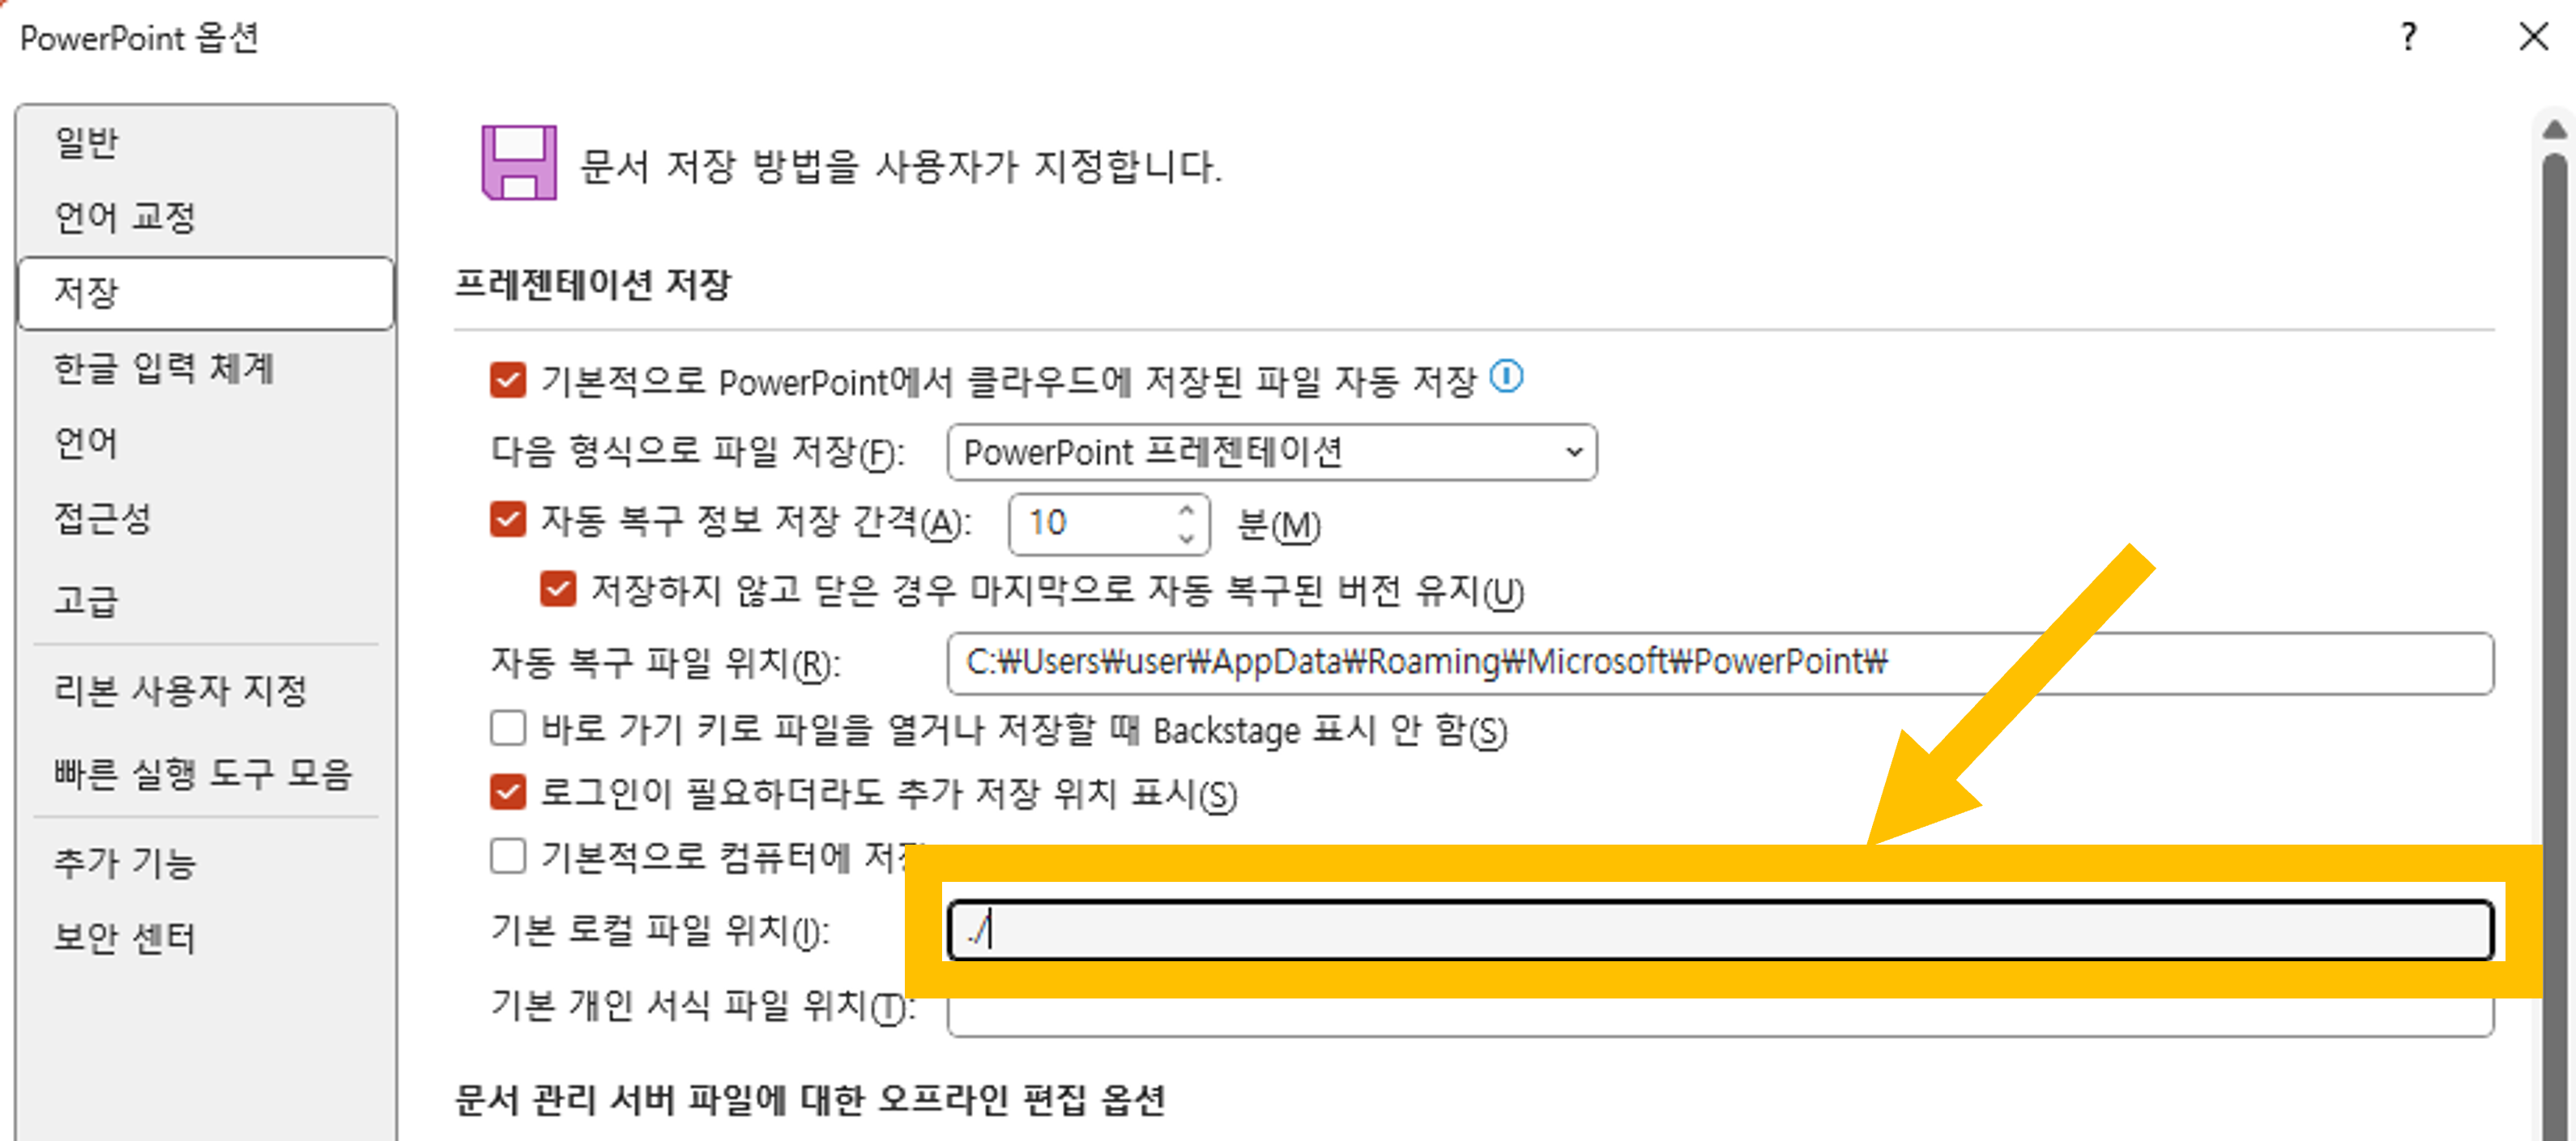 PowerPoint 옵션
?
일반
언어 교정
저장
한글 입력 체계
언어
접근성
고급
리본 사용자 지정
빠른 실행 도구 모음
추가 기능
보안 센터
문서 저장 방법을 사용자가 지정합니다.
프레젠테이션 저장
기본적으로 PowerPoint에서 클라우드에 저장된 파일 자동 저장
다음 형식으로 파일 저장(F): PowerPoint 프레젠테이션
자동 복구 정보 저장 간격(A): 10 분(M)
저장하지 않고 닫은 경우 마지막으로 자동 복구된 버전 유지(U)
자동 복구 파일 위치(R): C:₩Users₩user₩AppData₩Roaming₩Microsoft₩PowerPoint₩
바로 가기 키로 파일을 열거나 저장할 때 Backstage 표시 안 함(S)
로그인이 필요하더라도 추가 저장 위치 표시(S)
기본적으로 컴퓨터에 저장
기본 로컬 파일 위치(I): ./
기본 개인 서식 파일 위치(T):
문서 관리 서버 파일에 대한 오프라인 편집 옵션